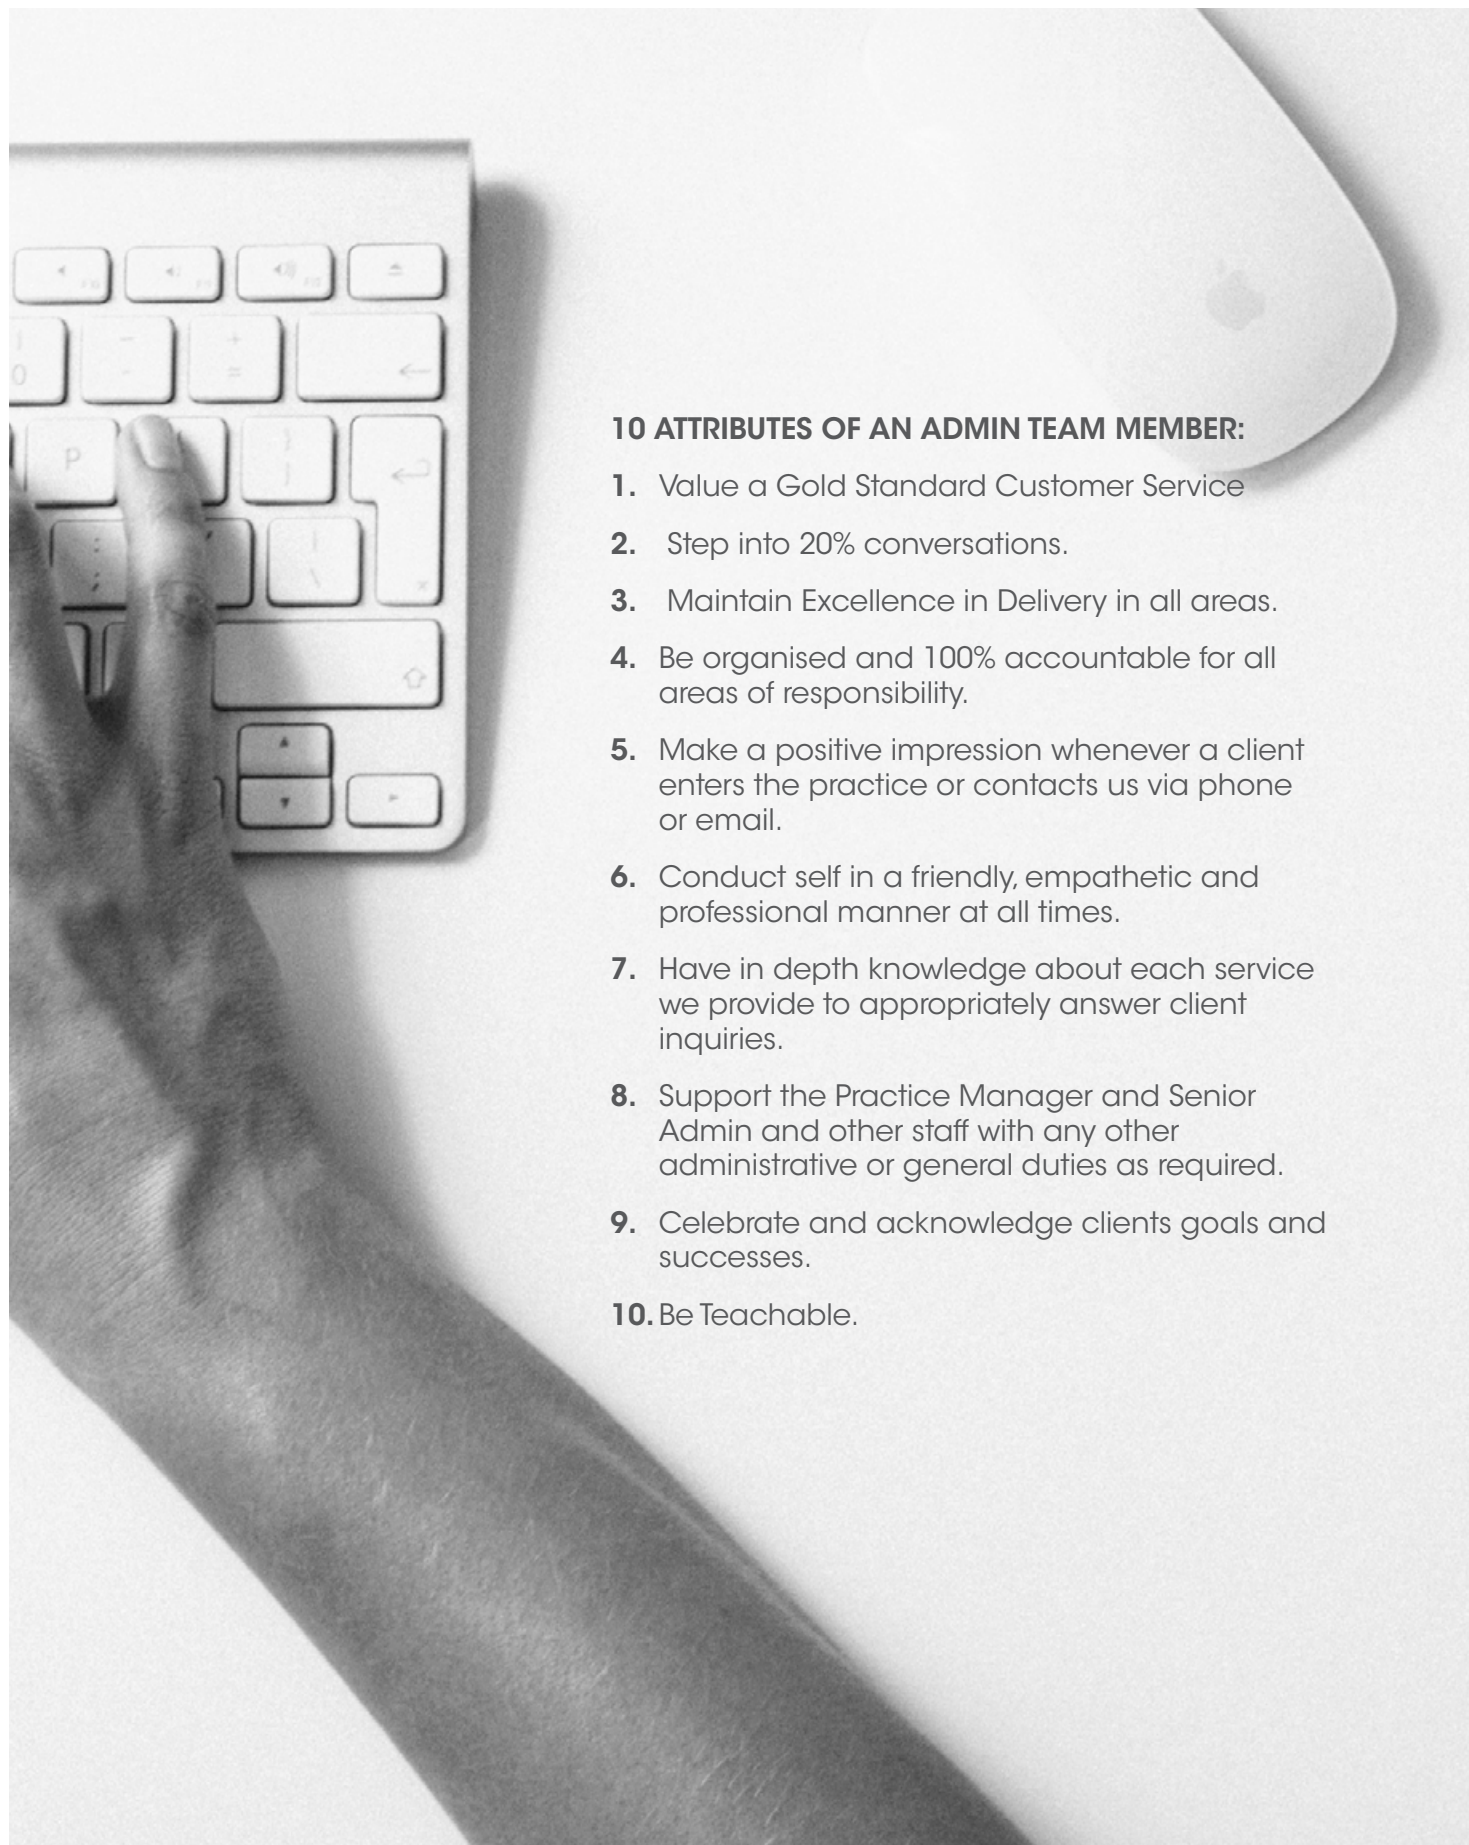 10 ATTRIBUTES OF AN ADMIN TEAM MEMBER:
1. Value a Gold Standard Customer Service
2. Step into 20% conversations.
3. Maintain Excellence in Delivery in all areas.
4. Be organised and 100% accountable for all
areas of responsibility.
5. Make a positive impression whenever a client
enters the practice or contacts us via phone
or email.
6. Conduct self in a friendly, empathetic and
professional manner at all times.
7. Have in depth knowledge about each service
we provide to appropriately answer client
inquiries.
8. Support the Practice Manager and Senior
Admin and other staff with any other
administrative or general duties as required.
9. Celebrate and acknowledge clients goals and
successes.
10. Be Teachable.
P